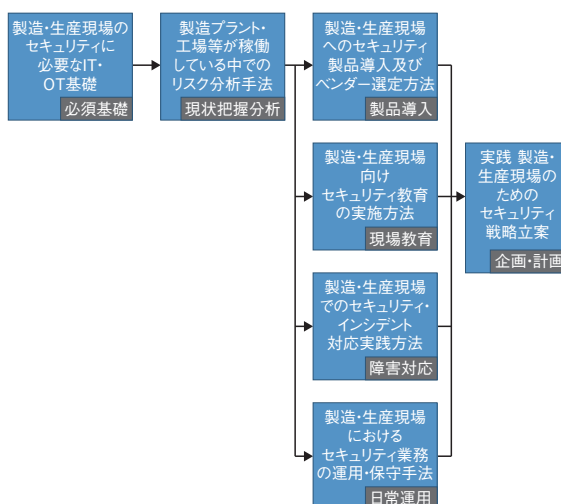 製造・生産現場の
セキュリティに
必要なIT・
OT基礎
必須基礎
製造プラント・
工場等が稼働
している中での
リスク分析手法
現状把握分析
製造・生産現場
へのセキュリティ
製品導入及び
ベンダー選定方法
製品導入
製造・生産現場
向け
セキュリティ教育
の実施方法
現場教育
製造・生産現場
でのセキュリティ・
インシデント
対応実践方法
障害対応
製造・生産現場
における
セキュリティ業務
の運用・保守手法
日常運用
実践 製造・
生産現場の
ための
セキュリティ
戦略立案
企画・計画